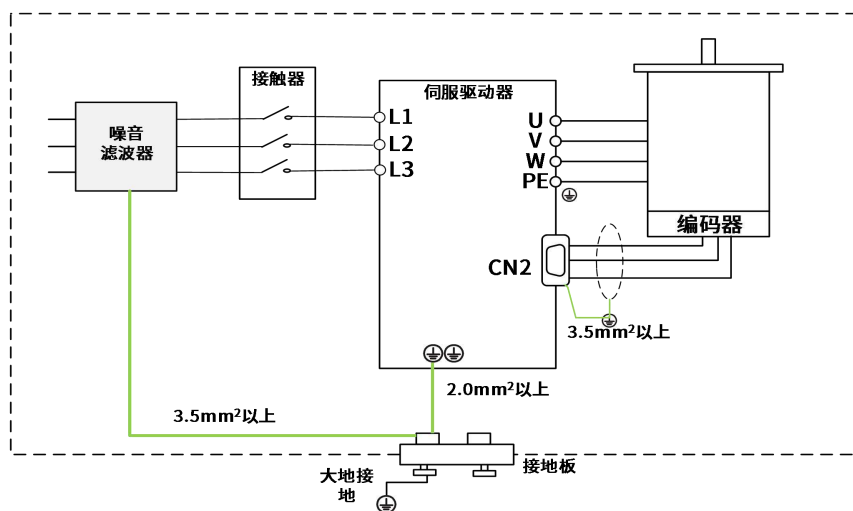 接触器
噪音
滤波器
伺服驱动器
L1
L2
L3
U
V
W
PE
编码器
CN2
3.5mm²以上
2.0mm²以上
3.5mm²以上
大地接
地
接地板